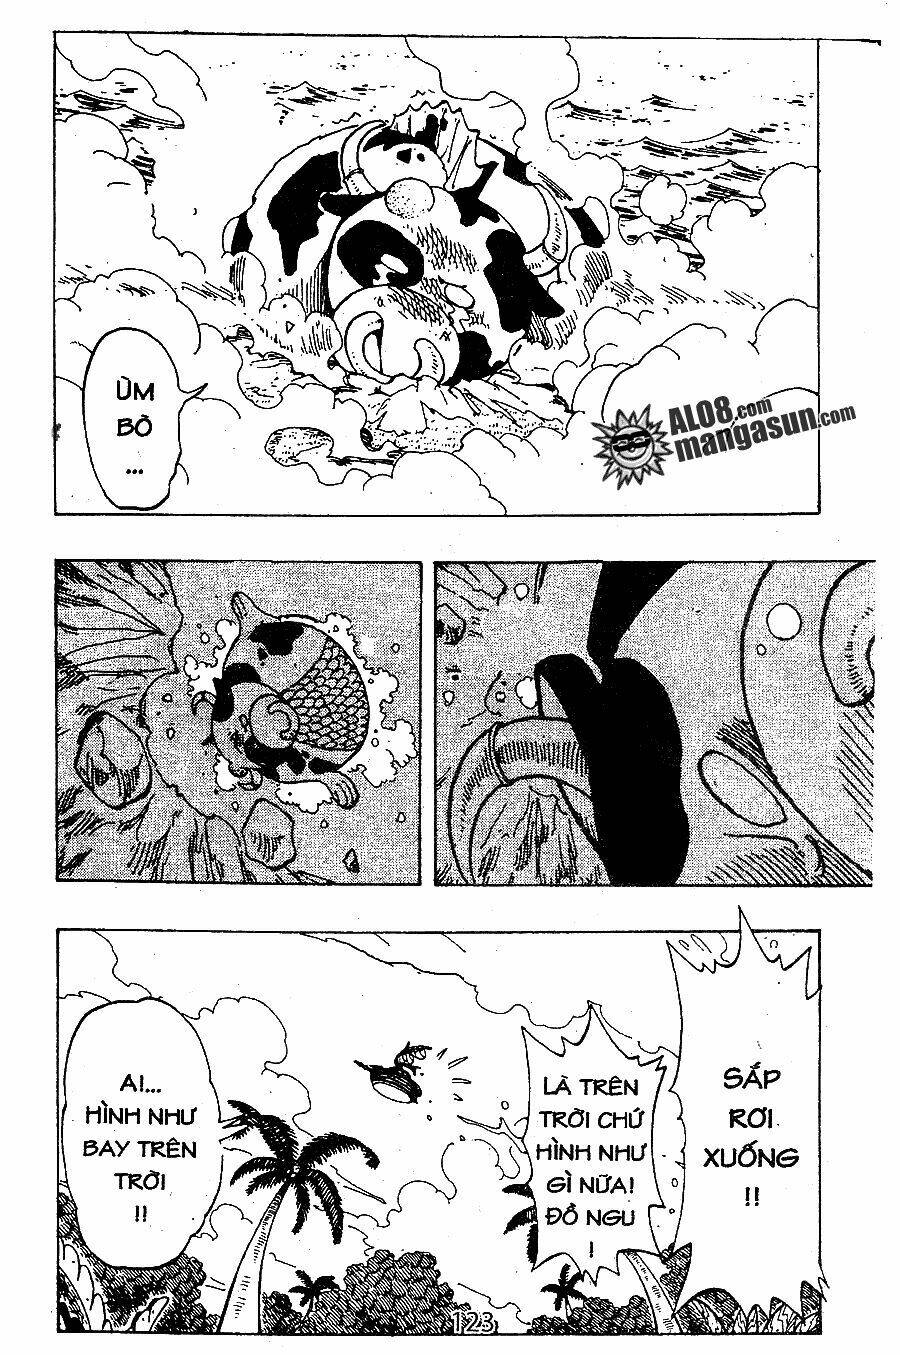 ÙM
BÒ
...
AL08.com
mangasun.com
AI...
HÌNH NHƯ
BAY TRÊN
TRỜI
!!
LÀ TRÊN
TRỜI CHỨ
HÌNH NHƯ
GÌ NỮA!
ĐỒ NGU
!
SẮP
RƠI
XUỐNG
!!
123